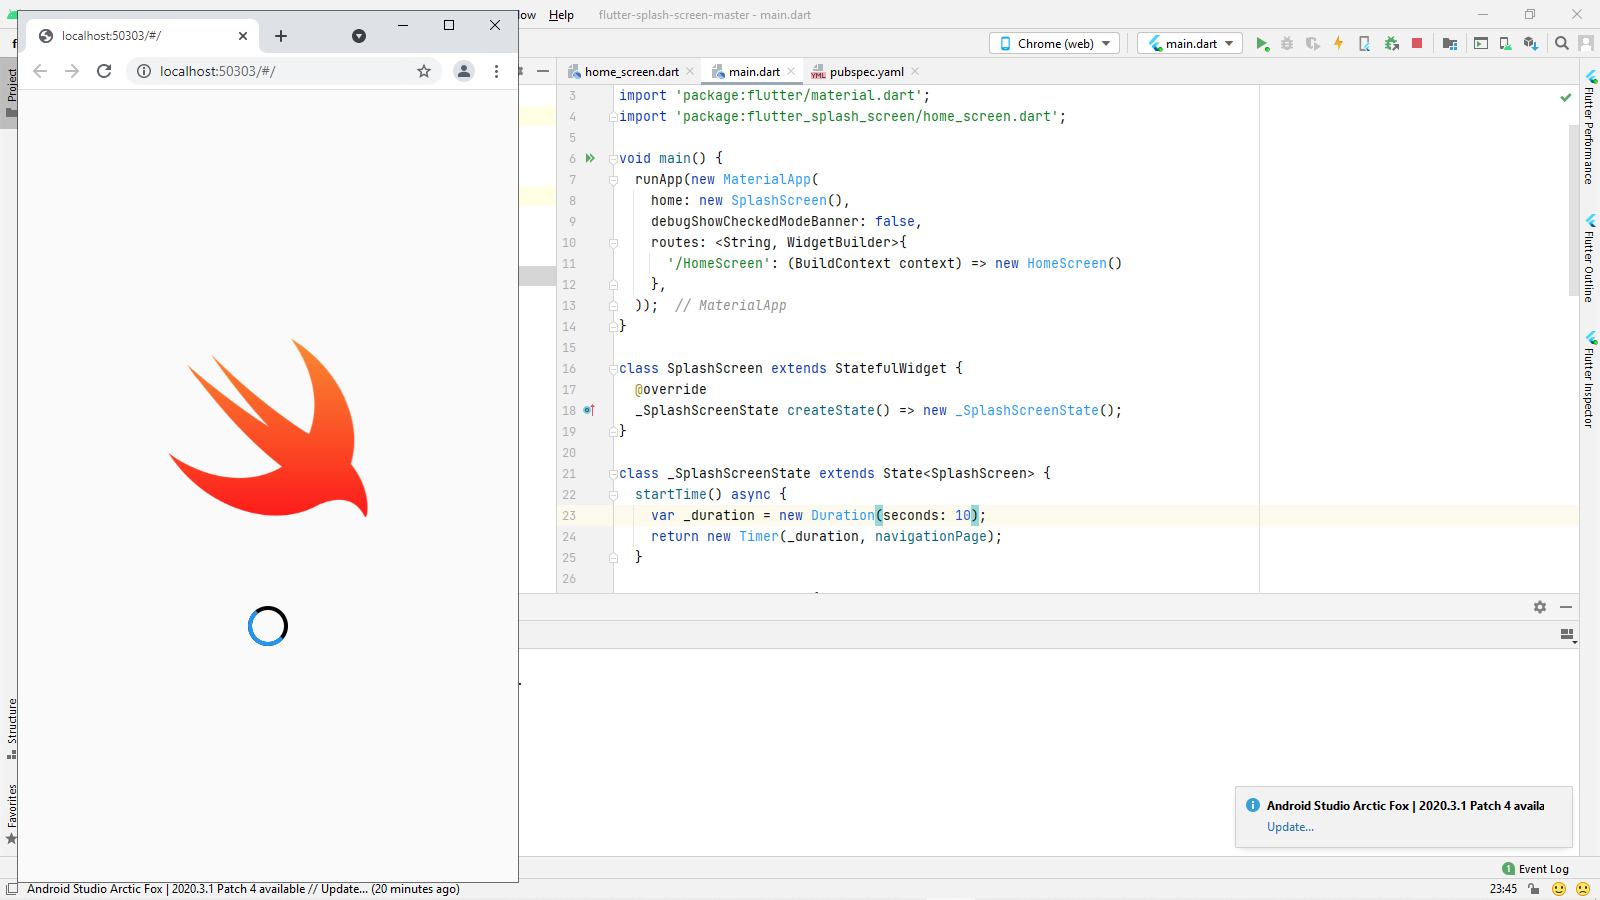 ow Help flutter-splash-screen-master - main.dart
localhost:50303/#/
localhost:50303/#/
Chrome (web) main.dart
home_screen.dart main.dart pubspec.yaml
Project
Structure
Favorites
3 import 'package:flutter/material.dart';
4 import 'package:flutter_splash_screen/home_screen.dart';
5
6 void main() {
7 runApp(new MaterialApp(
8 home: new SplashScreen(),
9 debugShowCheckedModeBanner: false,
10 routes: <String, WidgetBuilder>{
11 '/HomeScreen': (BuildContext context) => new HomeScreen()
12 },
13 )); // MaterialApp
14 }
15
16 class SplashScreen extends StatefulWidget {
17 @override
18 _SplashScreenState createState() => new _SplashScreenState();
19 }
20
21 class _SplashScreenState extends State<SplashScreen> {
22 startTime() async {
23 var _duration = new Duration(seconds: 10);
24 return new Timer(_duration, navigationPage);
25 }
26
Flutter Performance
Flutter Outline
Flutter Inspector
Android Studio Arctic Fox | 2020.3.1 Patch 4 availa
Update...
1 Event Log
Android Studio Arctic Fox | 2020.3.1 Patch 4 available // Update... (20 minutes ago) 23:45